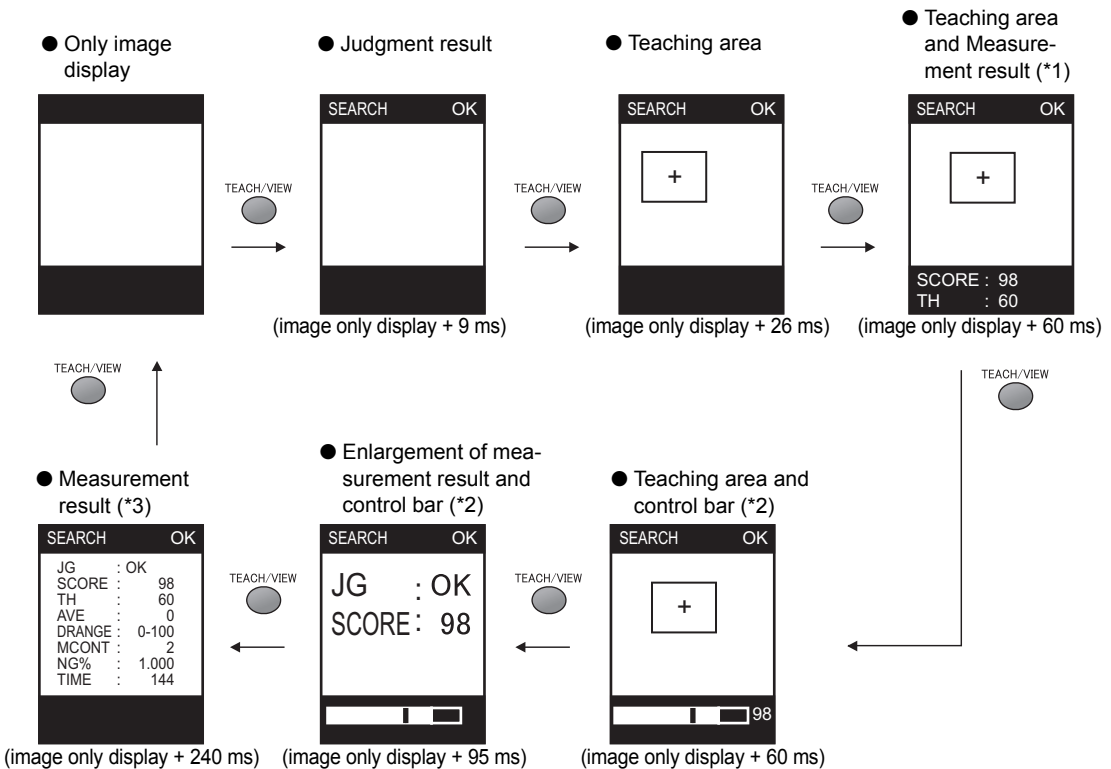 ● Only image
display
● Judgment result
SEARCH OK
(image only display + 9 ms)
● Teaching area
SEARCH OK
+
(image only display + 26 ms)
● Teaching area
and Measure-
ment result (*1)
SEARCH OK
+
SCORE : 98
TH : 60
(image only display + 60 ms)
TEACH/VIEW
TEACH/VIEW
TEACH/VIEW
TEACH/VIEW
TEACH/VIEW
● Measurement
result (*3)
SEARCH OK
JG : OK
SCORE : 98
TH : 60
AVE : 0
DRANGE : 0-100
MCONT : 2
NG% : 1.000
TIME : 144
(image only display + 240 ms)
TEACH/VIEW
● Enlargement of mea-
surement result and
control bar (*2)
SEARCH OK
JG : OK
SCORE : 98
(image only display + 95 ms)
TEACH/VIEW
● Teaching area and
control bar (*2)
SEARCH OK
+
98
(image only display + 60 ms)